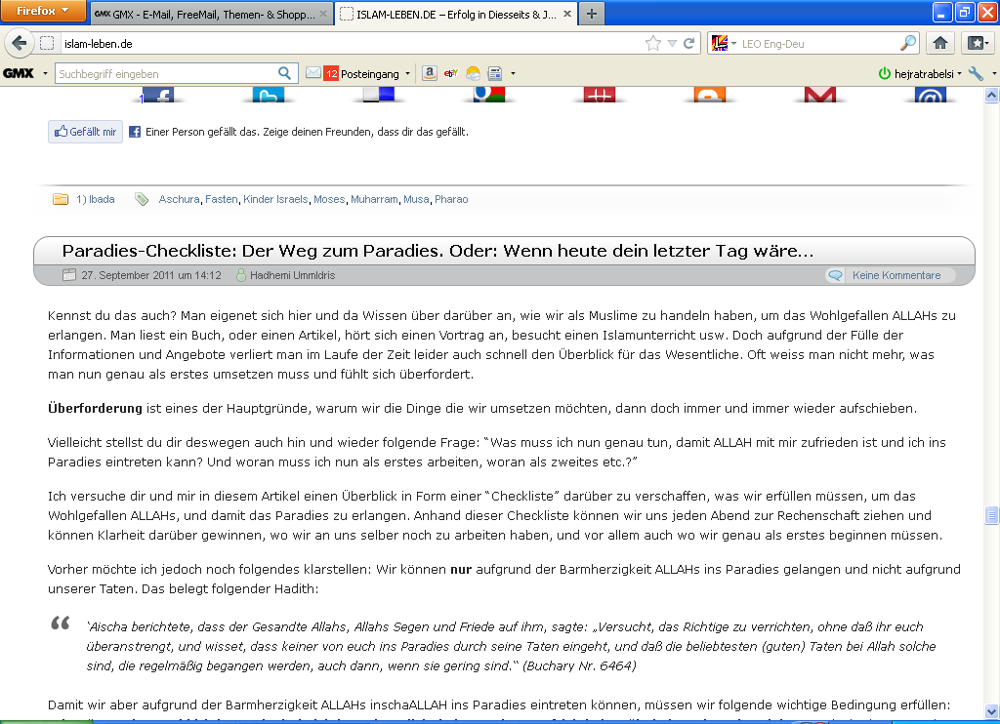 Firefox
GMX GMX - E-Mail, FreeMail, Themen- & Shopp...
ISLAM-LEBEN.DE – Erfolg in Diesseits & J...
islam-leben.de
LEO Eng-Deu
GMX
Suchbegriff eingeben
12 Posteingang
hejratrabelsi
Gefällt mir
Einer Person gefällt das. Zeige deinen Freunden, dass dir das gefällt.
1) Ibada
Aschura, Fasten, Kinder Israels, Moses, Muharram, Musa, Pharao
Paradies-Checkliste: Der Weg zum Paradies. Oder: Wenn heute dein letzter Tag wäre...
27. September 2011 um 14:12
Hadhemi UmmIdris
Keine Kommentare
Kennst du das auch? Man eigenet sich hier und da Wissen über darüber an, wie wir als Muslime zu handeln haben, um das Wohlgefallen ALLAHs zu
erlangen. Man liest ein Buch, oder einen Artikel, hört sich einen Vortrag an, besucht einen Islamunterricht usw. Doch aufgrund der Fülle der
Informationen und Angebote verliert man im Laufe der Zeit leider auch schnell den Überblick für das Wesentliche. Oft weiss man nicht mehr, was
man nun genau als erstes umsetzen muss und fühlt sich überfordert.
Überforderung ist eines der Hauptgründe, warum wir die Dinge die wir umsetzen möchten, dann doch immer und immer wieder aufschieben.
Vielleicht stellst du dir deswegen auch hin und wieder folgende Frage: “Was muss ich nun genau tun, damit ALLAH mit mir zufrieden ist und ich ins
Paradies eintreten kann? Und woran muss ich nun als erstes arbeiten, woran als zweites etc.?”
Ich versuche dir und mir in diesem Artikel einen Überblick in Form einer “Checkliste” darüber zu verschaffen, was wir erfüllen müssen, um das
Wohlgefallen ALLAHs, und damit das Paradies zu erlangen. Anhand dieser Checkliste können wir uns jeden Abend zur Rechenschaft ziehen und
können Klarheit darüber gewinnen, wo wir an uns selber noch zu arbeiten haben, und vor allem auch wo wir genau als erstes beginnen müssen.
Vorher möchte ich jedoch noch folgendes klarstellen: Wir können nur aufgrund der Barmherzigkeit ALLAHs ins Paradies gelangen und nicht aufgrund
unserer Taten. Das belegt folgender Hadith:
‘Aischa berichtete, dass der Gesandte Allahs, Allahs Segen und Friede auf ihm, sagte: „Versucht, das Richtige zu verrichten, ohne daß ihr euch
überanstrengt, und wisset, dass keiner von euch ins Paradies durch seine Taten eingeht, und daß die beliebtesten (guten) Taten bei Allah solche
sind, die regelmäßig begangen werden, auch dann, wenn sie gering sind.“ (Buchary Nr. 6464)
Damit wir aber aufgrund der Barmherzigkeit ALLAHs inschaALLAH ins Paradies eintreten können, müssen wir folgende wichtige Bedingung erfüllen: